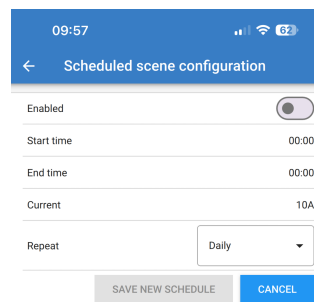 09:57 62
Scheduled scene configuration
Enabled
Start time 00:00
End time 00:00
Current 10A
Repeat Daily
SAVE NEW SCHEDULE CANCEL